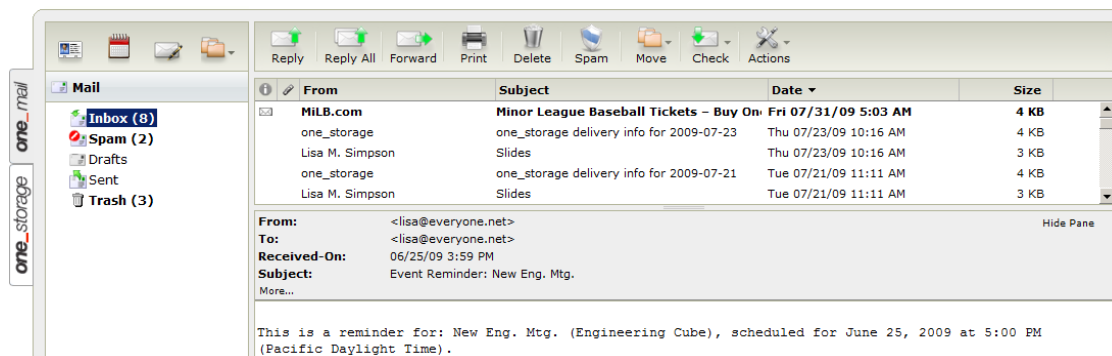 Reply Reply All Forward Print Delete Spam Move Check Actions
one_mail
one_storage
Mail
Inbox (8)
Spam (2)
Drafts
Sent
Trash (3)
From Subject Date Size
MiLB.com Minor League Baseball Tickets – Buy On Fri 07/31/09 5:03 AM 4 KB
one_storage one_storage delivery info for 2009-07-23 Thu 07/23/09 10:16 AM 4 KB
Lisa M. Simpson Slides Thu 07/23/09 10:16 AM 3 KB
one_storage one_storage delivery info for 2009-07-21 Tue 07/21/09 11:11 AM 4 KB
Lisa M. Simpson Slides Tue 07/21/09 11:11 AM 3 KB
From: <lisa@everyone.net> Hide Pane
To: <lisa@everyone.net>
Received-On: 06/25/09 3:59 PM
Subject: Event Reminder: New Eng. Mtg.
More...
This is a reminder for: New Eng. Mtg. (Engineering Cube), scheduled for June 25, 2009 at 5:00 PM
(Pacific Daylight Time).